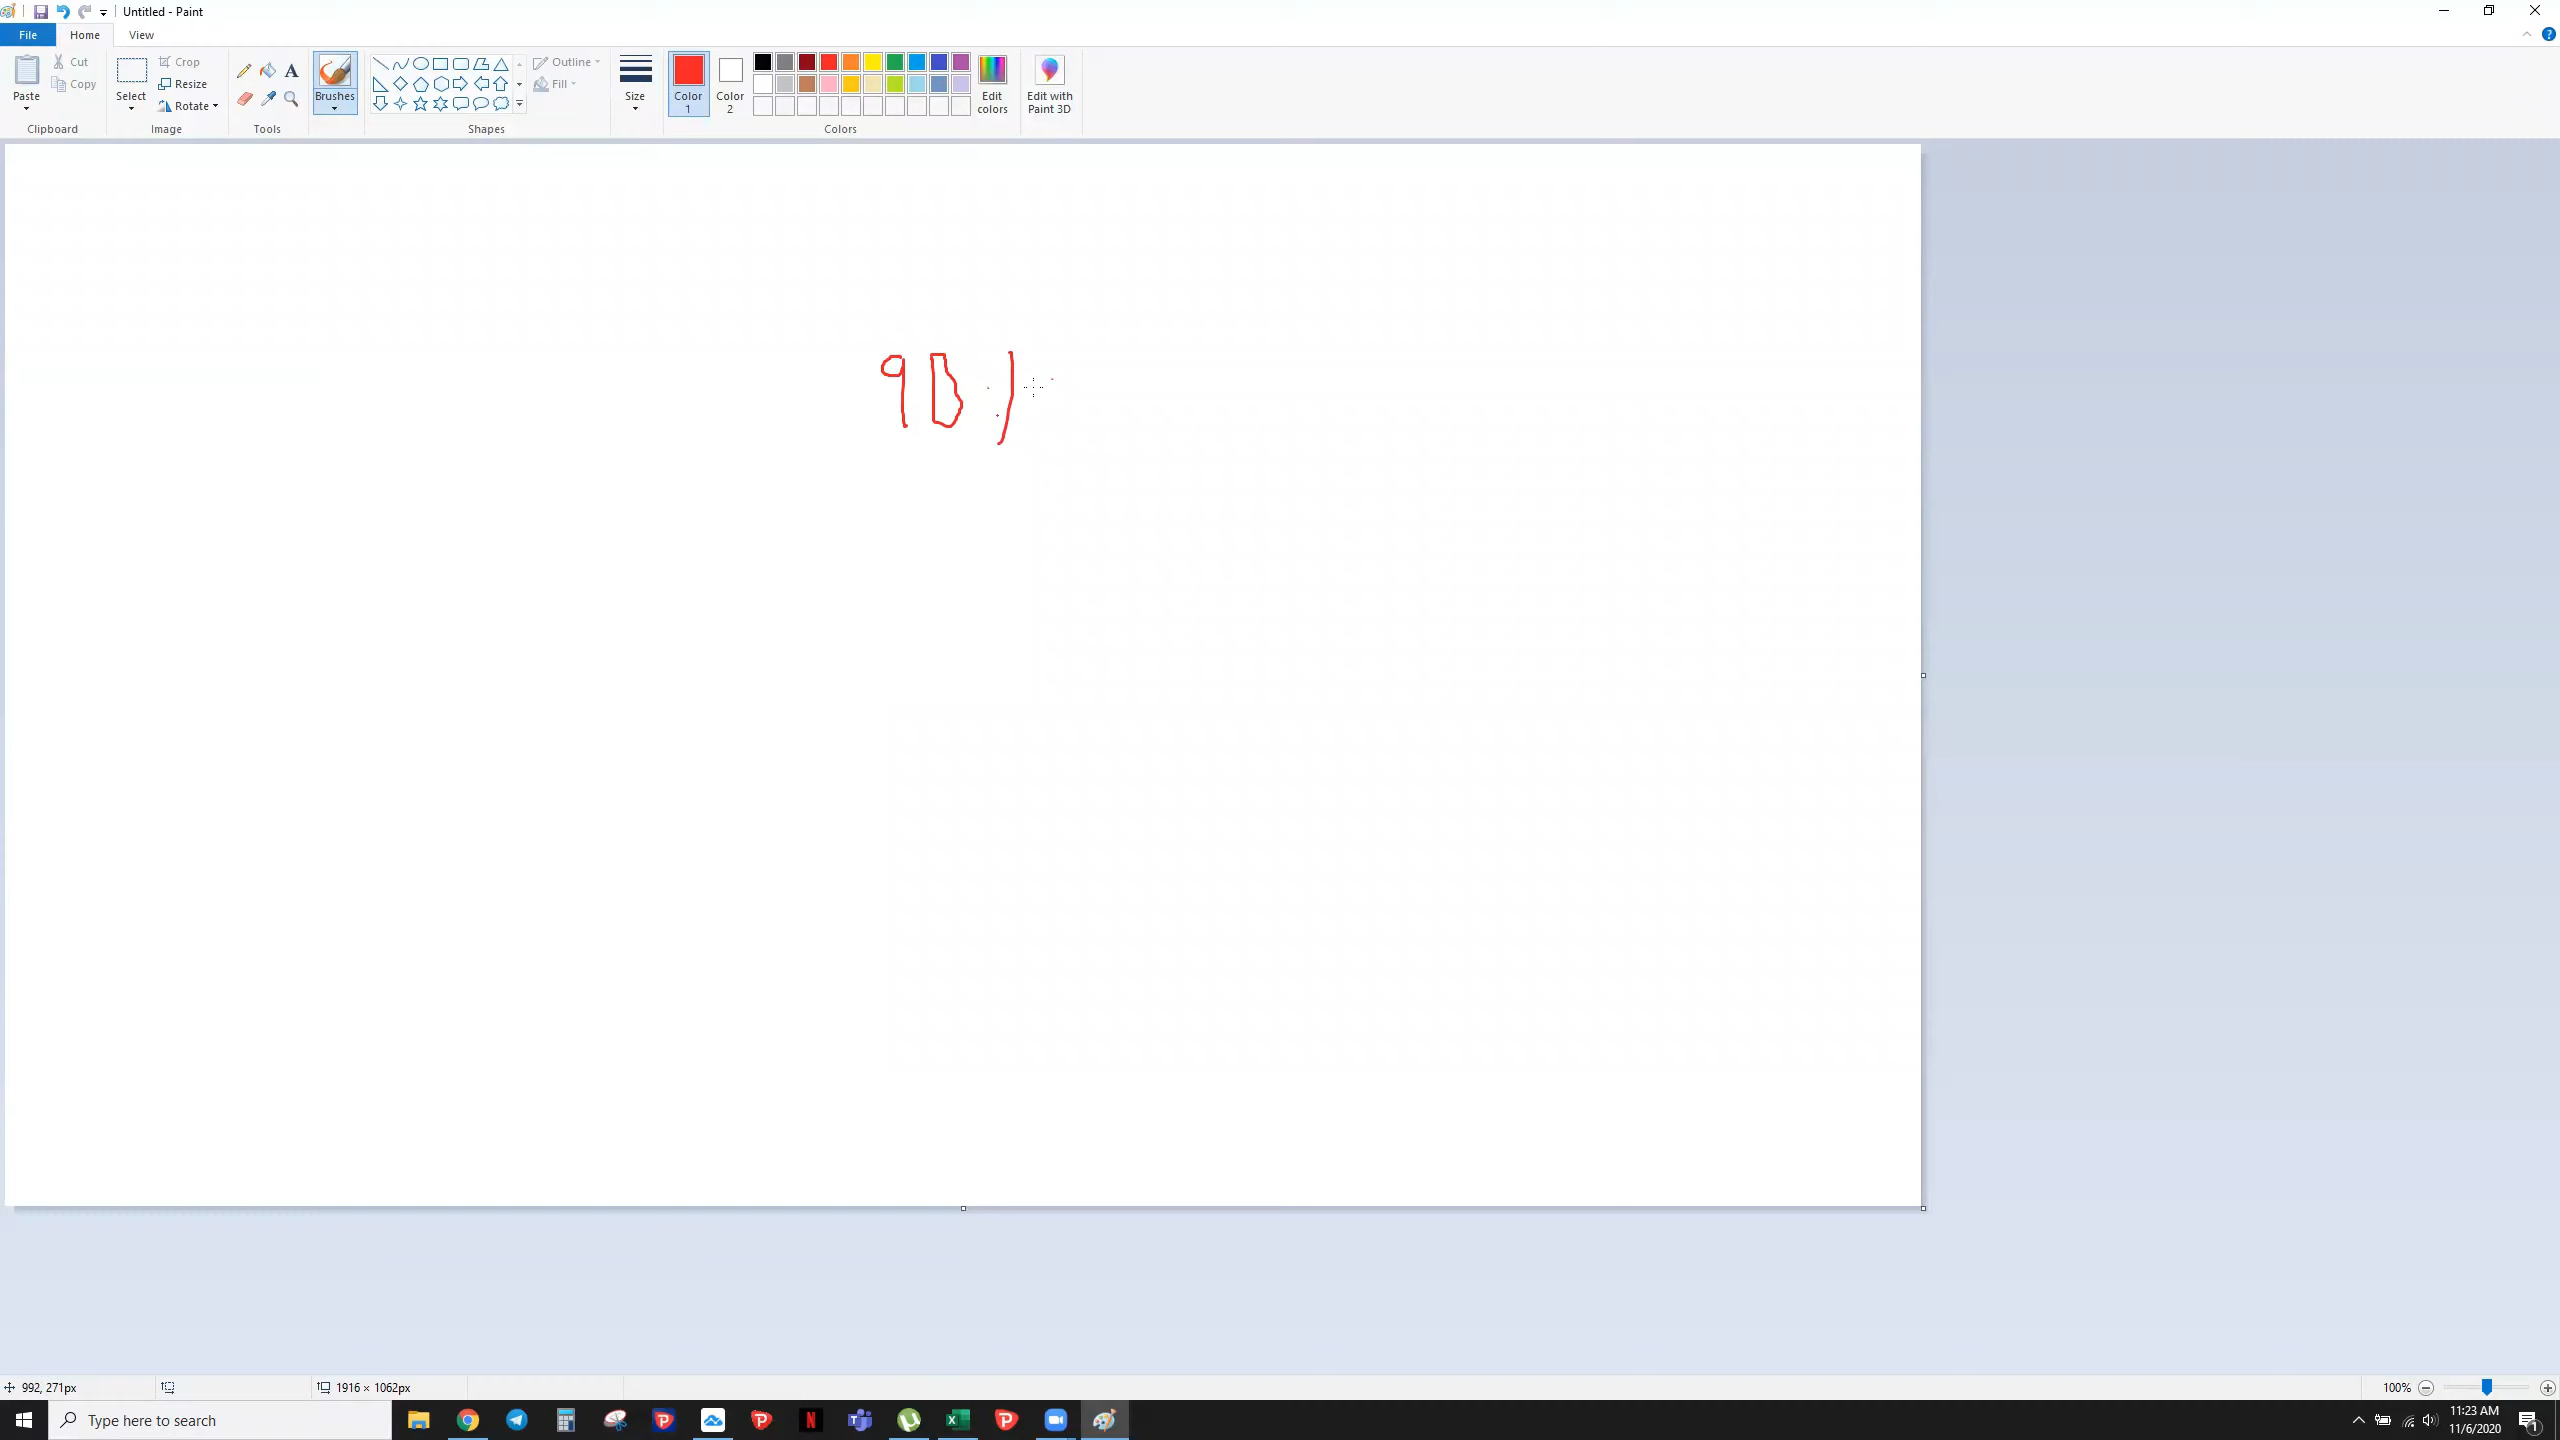 Untitled - Paint
File Home View
Paste
Cut
Copy
Clipboard
Select
Crop
Resize
Rotate
Image
Tools
Brushes
Shapes
Outline
Fill
Size
Color 1
Color 2
Colors
Edit colors
Edit with Paint 3D
90 %
992, 271px
1916 × 1062px
100%
Type here to search
11:23 AM
11/6/2020